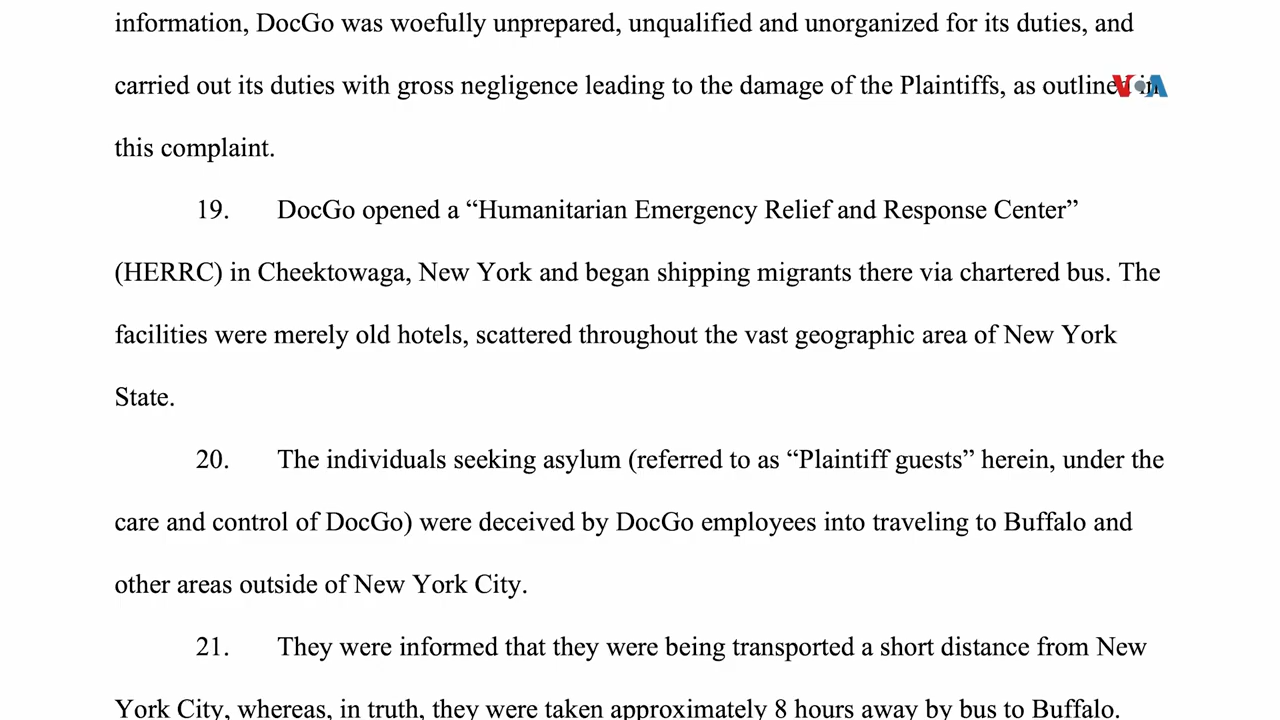 information, DocGo was woefully unprepared, unqualified and unorganized for its duties, and
carried out its duties with gross negligence leading to the damage of the Plaintiffs, as outlined in
VOA
this complaint.
19. DocGo opened a “Humanitarian Emergency Relief and Response Center”
(HERRC) in Cheektowaga, New York and began shipping migrants there via chartered bus. The
facilities were merely old hotels, scattered throughout the vast geographic area of New York
State.
20. The individuals seeking asylum (referred to as “Plaintiff guests” herein, under the
care and control of DocGo) were deceived by DocGo employees into traveling to Buffalo and
other areas outside of New York City.
21. They were informed that they were being transported a short distance from New
York City, whereas, in truth, they were taken approximately 8 hours away by bus to Buffalo.